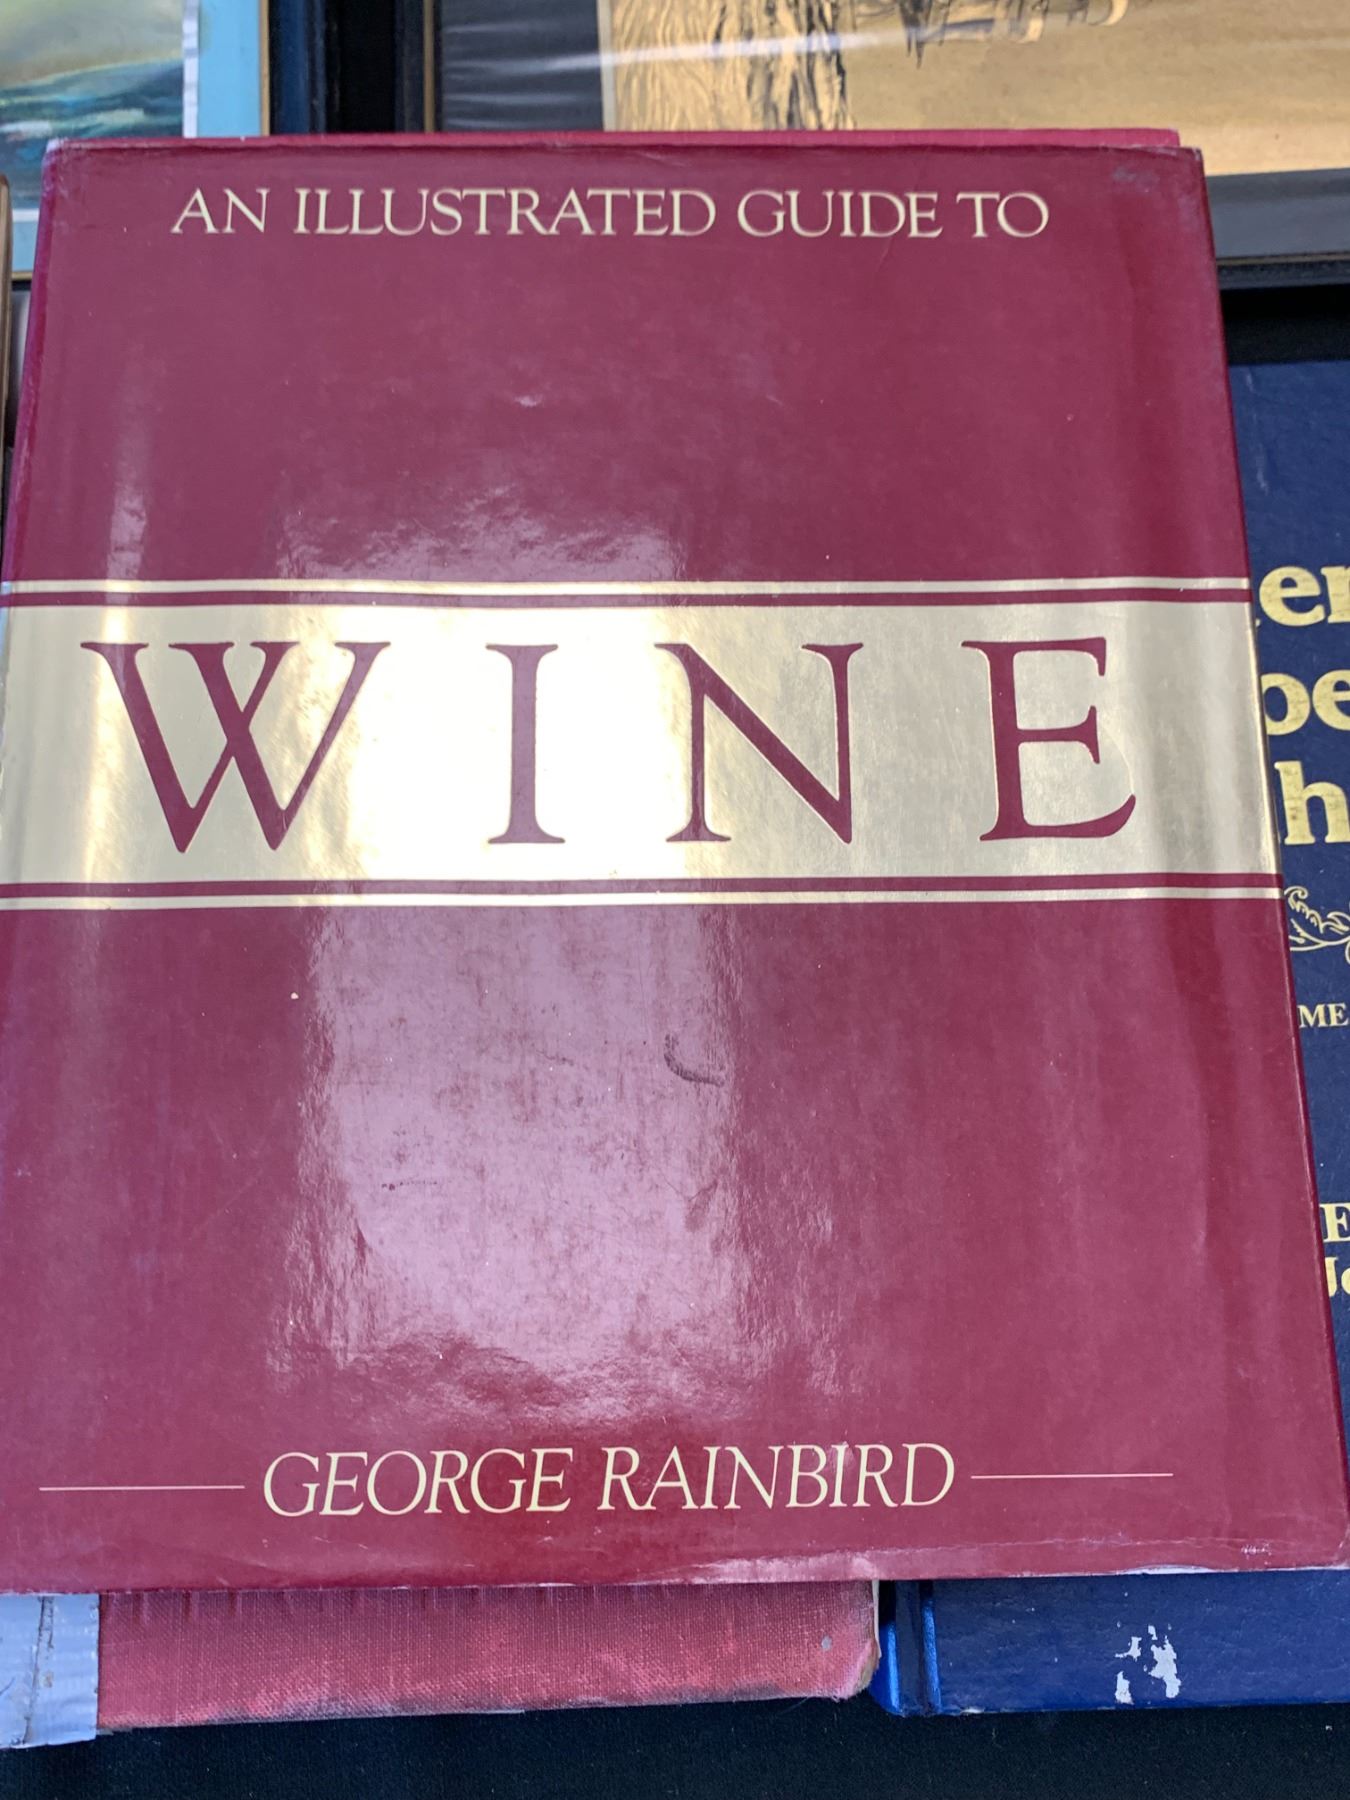 AN ILLUSTRATED GUIDE TO
WINE
GEORGE RAINBIRD